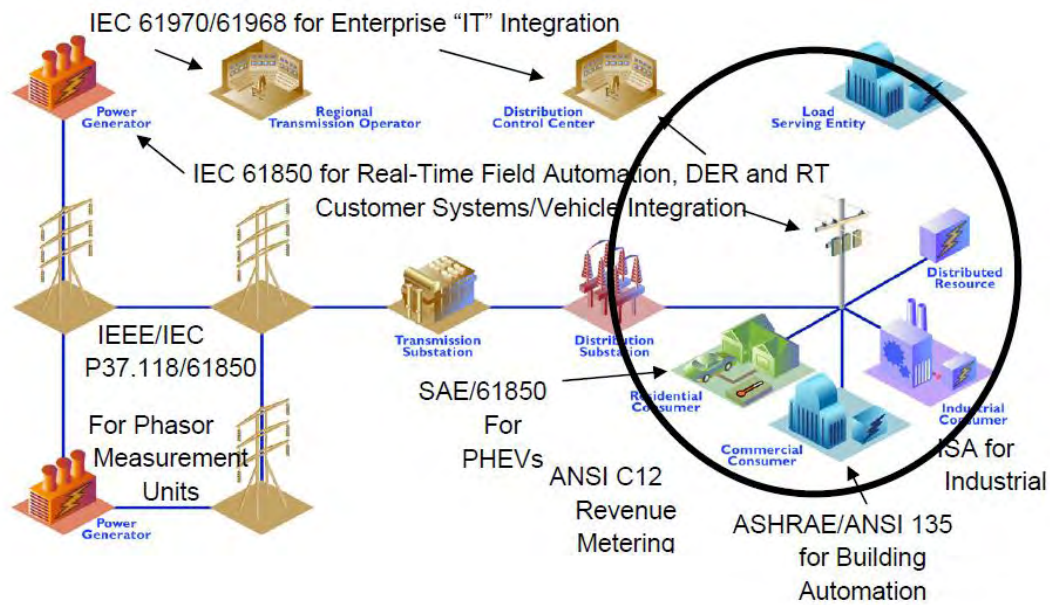 IEC 61970/61968 for Enterprise “IT” Integration
Power
Generator
Regional
Transmission Operator
Distribution
Control Center
Load
Serving Entity
IEC 61850 for Real-Time Field Automation, DER and RT
Customer Systems/Vehicle Integration
Distributed
Resource
IEEE/IEC
P37.118/61850
Transmission
Substation
Distribution
Substation
SAE/61850
For
PHEVs
Residential
Consumer
Industrial
Consumer
For Phasor
Measurement
Units
Commercial
Consumer
ISA for
Industrial
ANSI C12
Revenue
Metering
Power
Generator
ASHRAE/ANSI 135
for Building
Automation